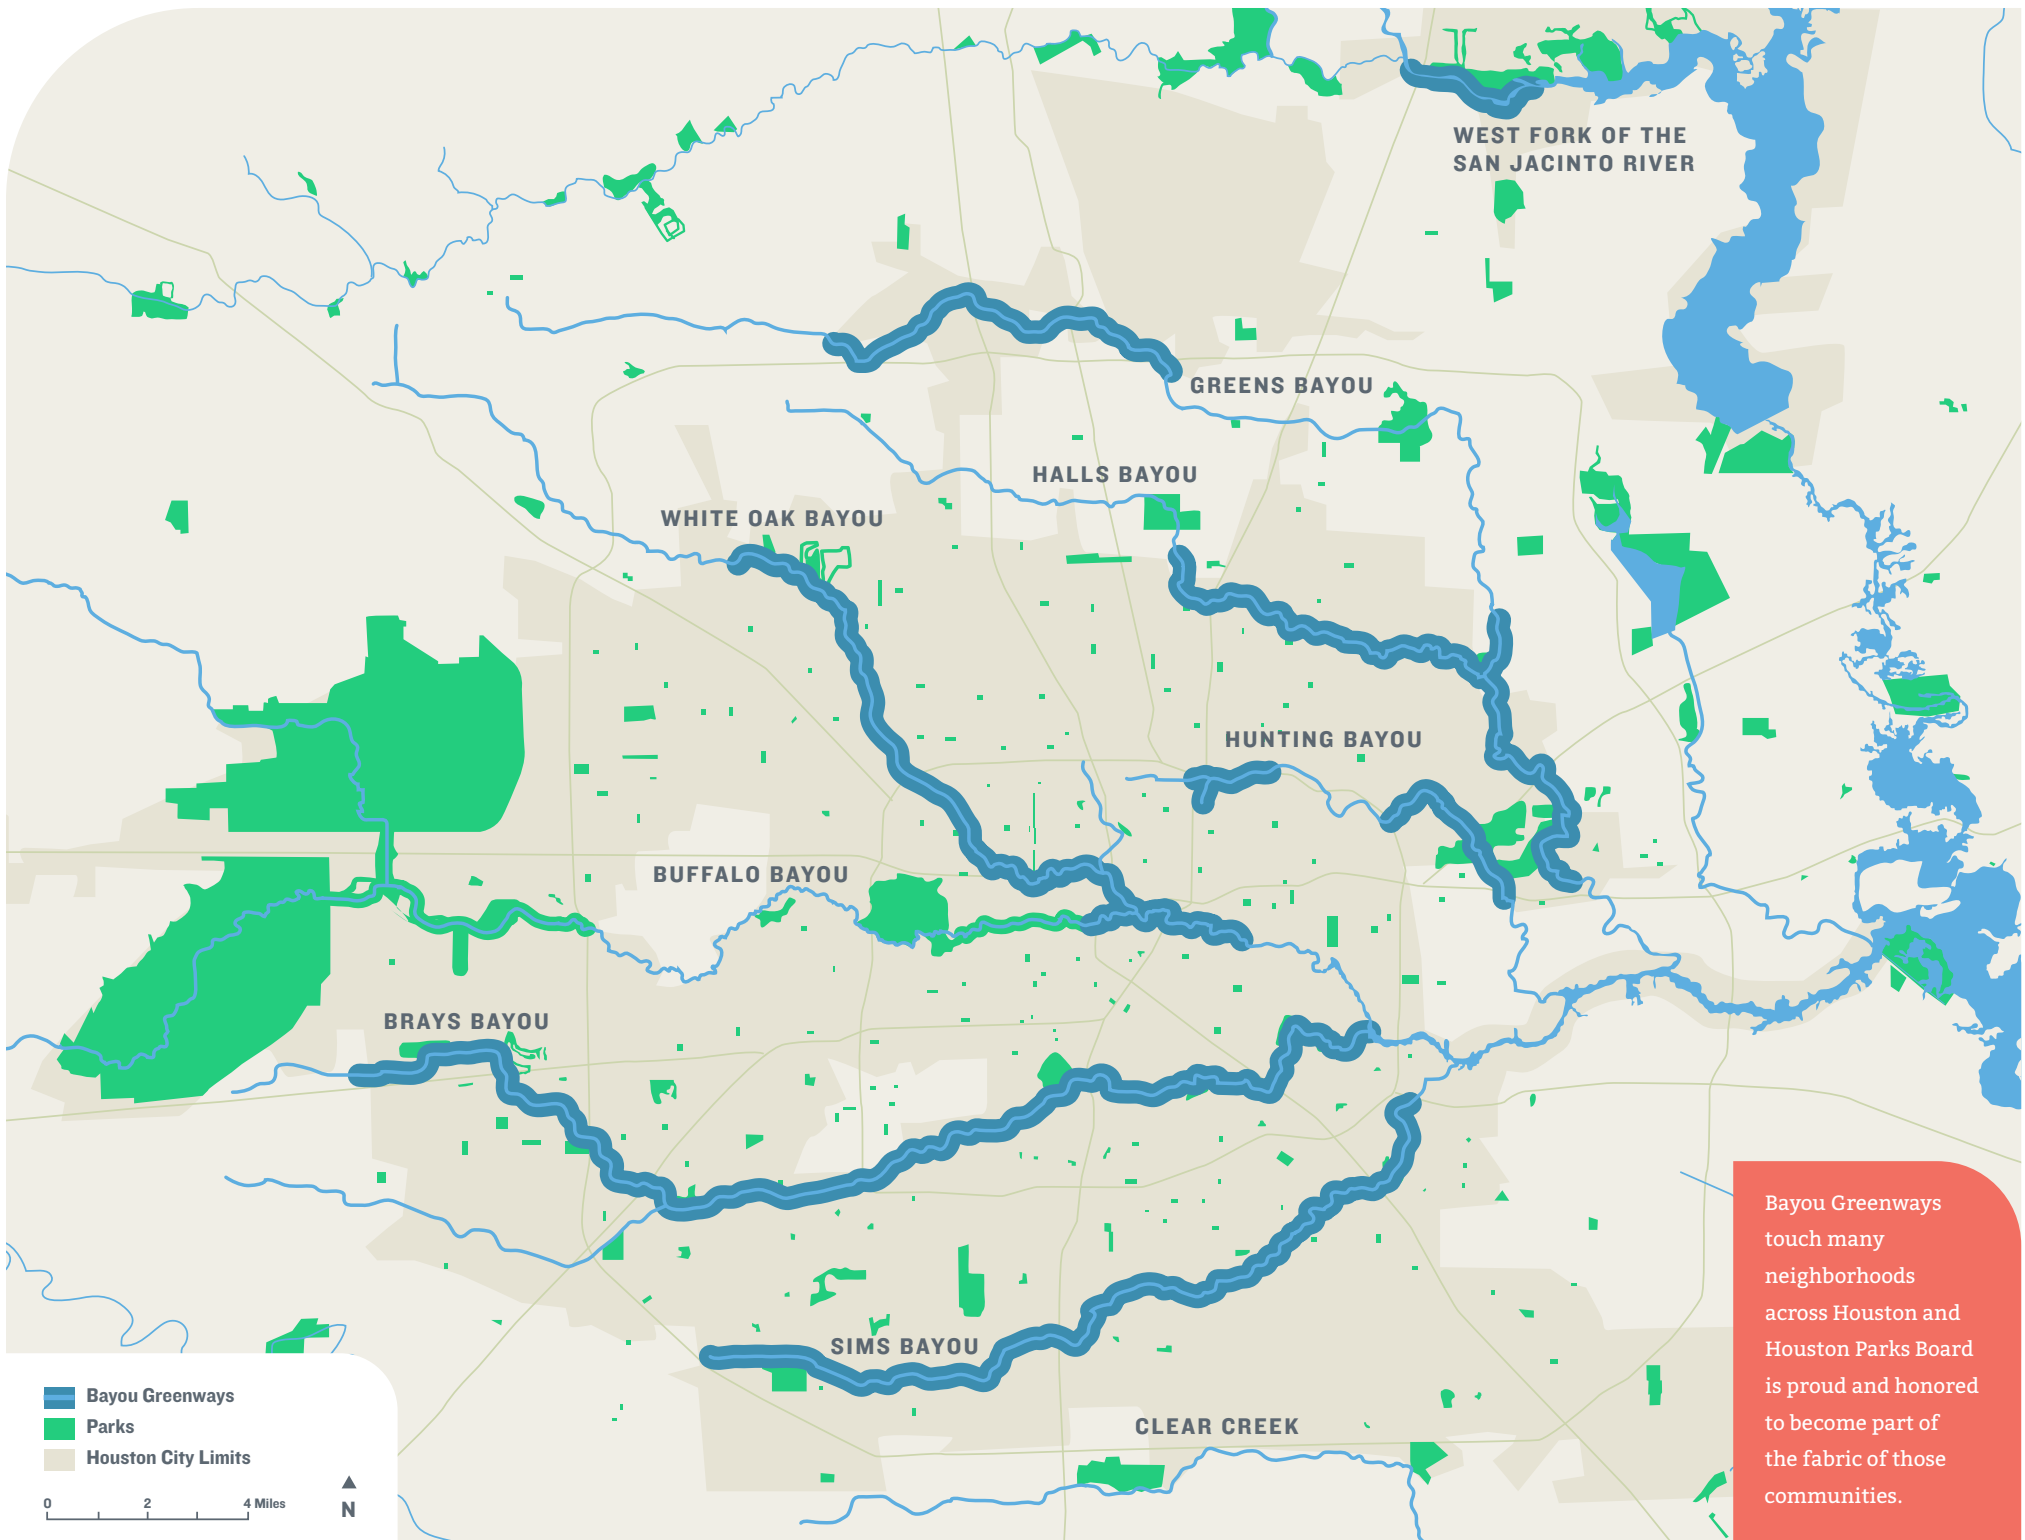 WEST FORK OF THE
SAN JACINTO RIVER
GREENS BAYOU
HALLS BAYOU
WHITE OAK BAYOU
HUNTING BAYOU
BUFFALO BAYOU
BRAYS BAYOU
SIMS BAYOU
CLEAR CREEK
Bayou Greenways
Parks
Houston City Limits
0 2 4 Miles
N
Bayou Greenways
touch many
neighborhoods
across Houston and
Houston Parks Board
is proud and honored
to become part of
the fabric of those
communities.